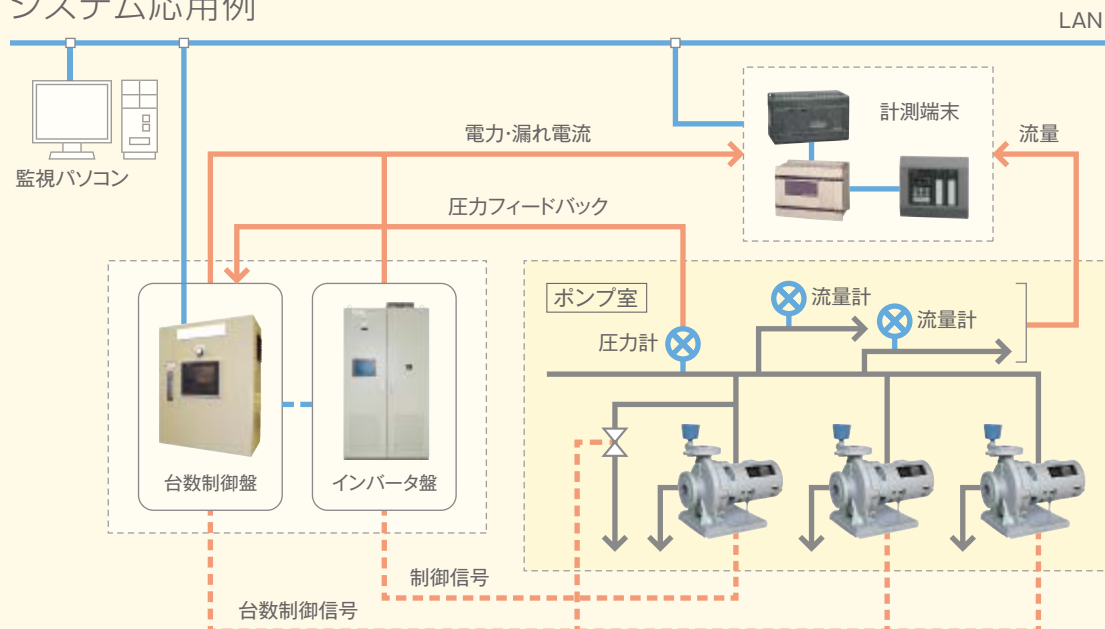 システム応用例
LAN
計測端末
電力・漏れ電流
流量
監視パソコン
圧力フィードバック
ポンプ室
流量計
流量計
圧力計
台数制御盤
インバータ盤
制御信号
台数制御信号